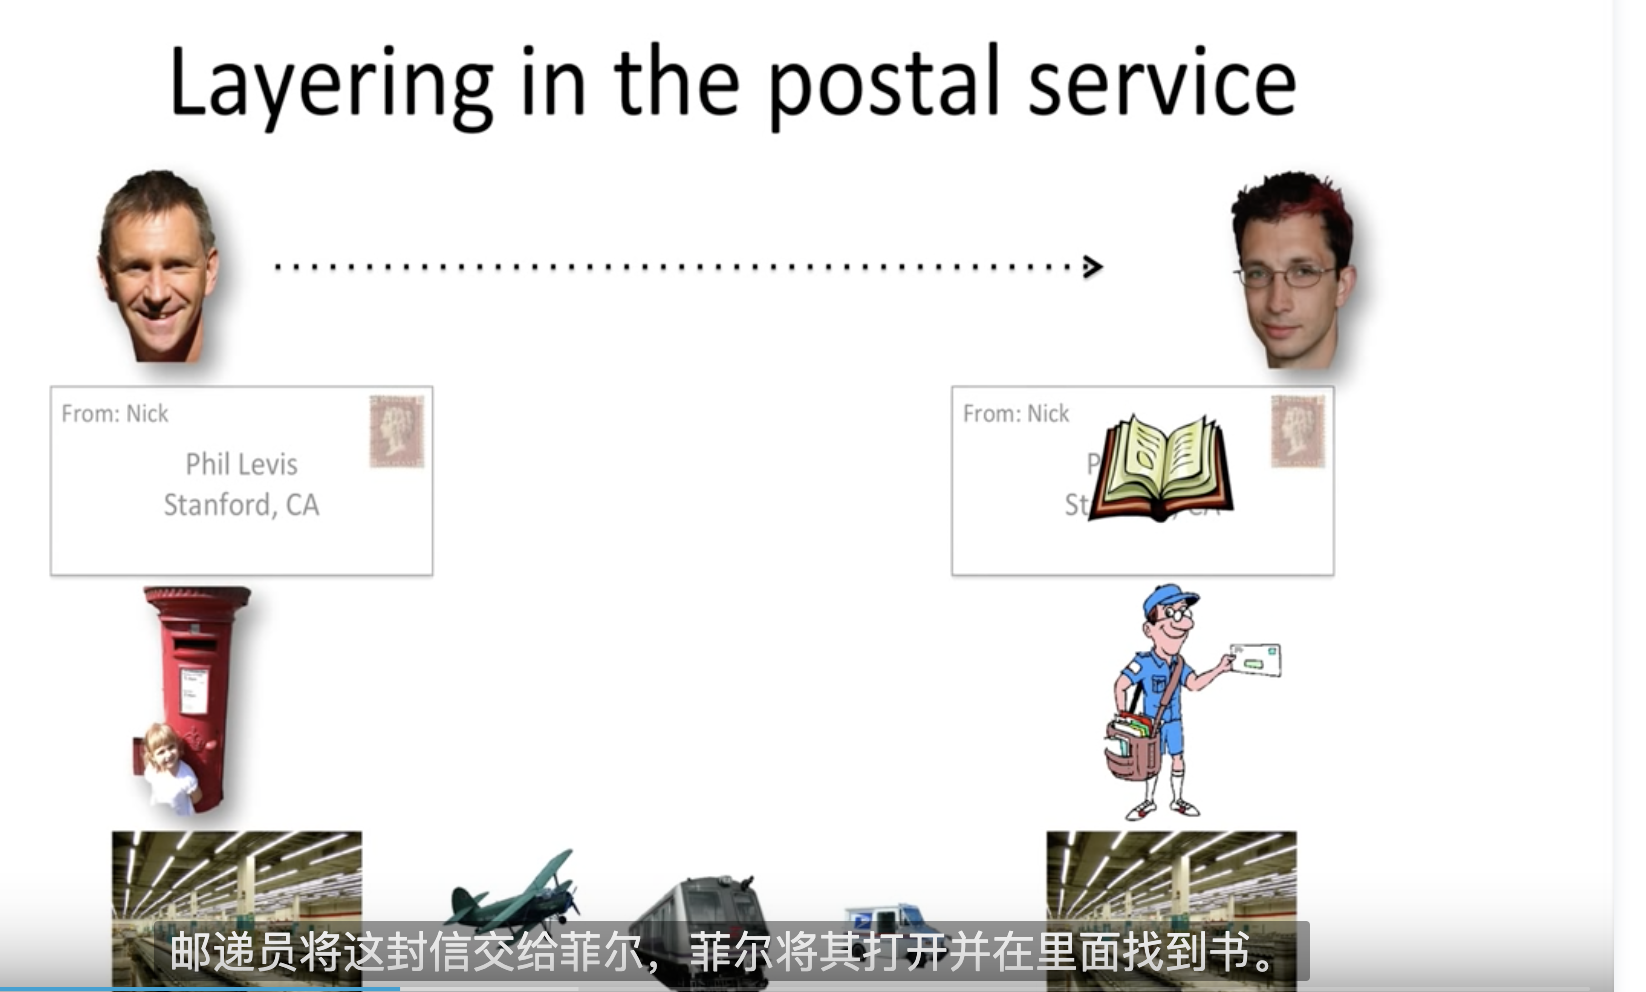 Layering in the postal service
From: Nick
Phil Levis
Stanford, CA
From: Nick
P
St
CA
邮递员将这封信交给菲尔，菲尔将其打开并在里面找到书。